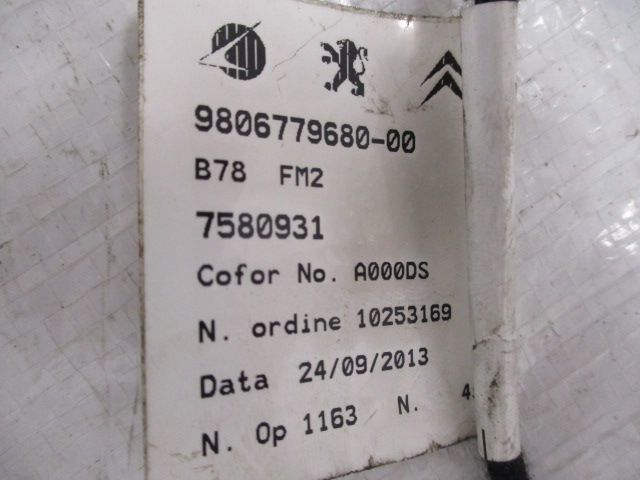 9806779680-00
B78 FM2
7580931
Cofor No. A000DS
N. ordine 10253169
Data 24/09/2013
N. Op 1163 N.